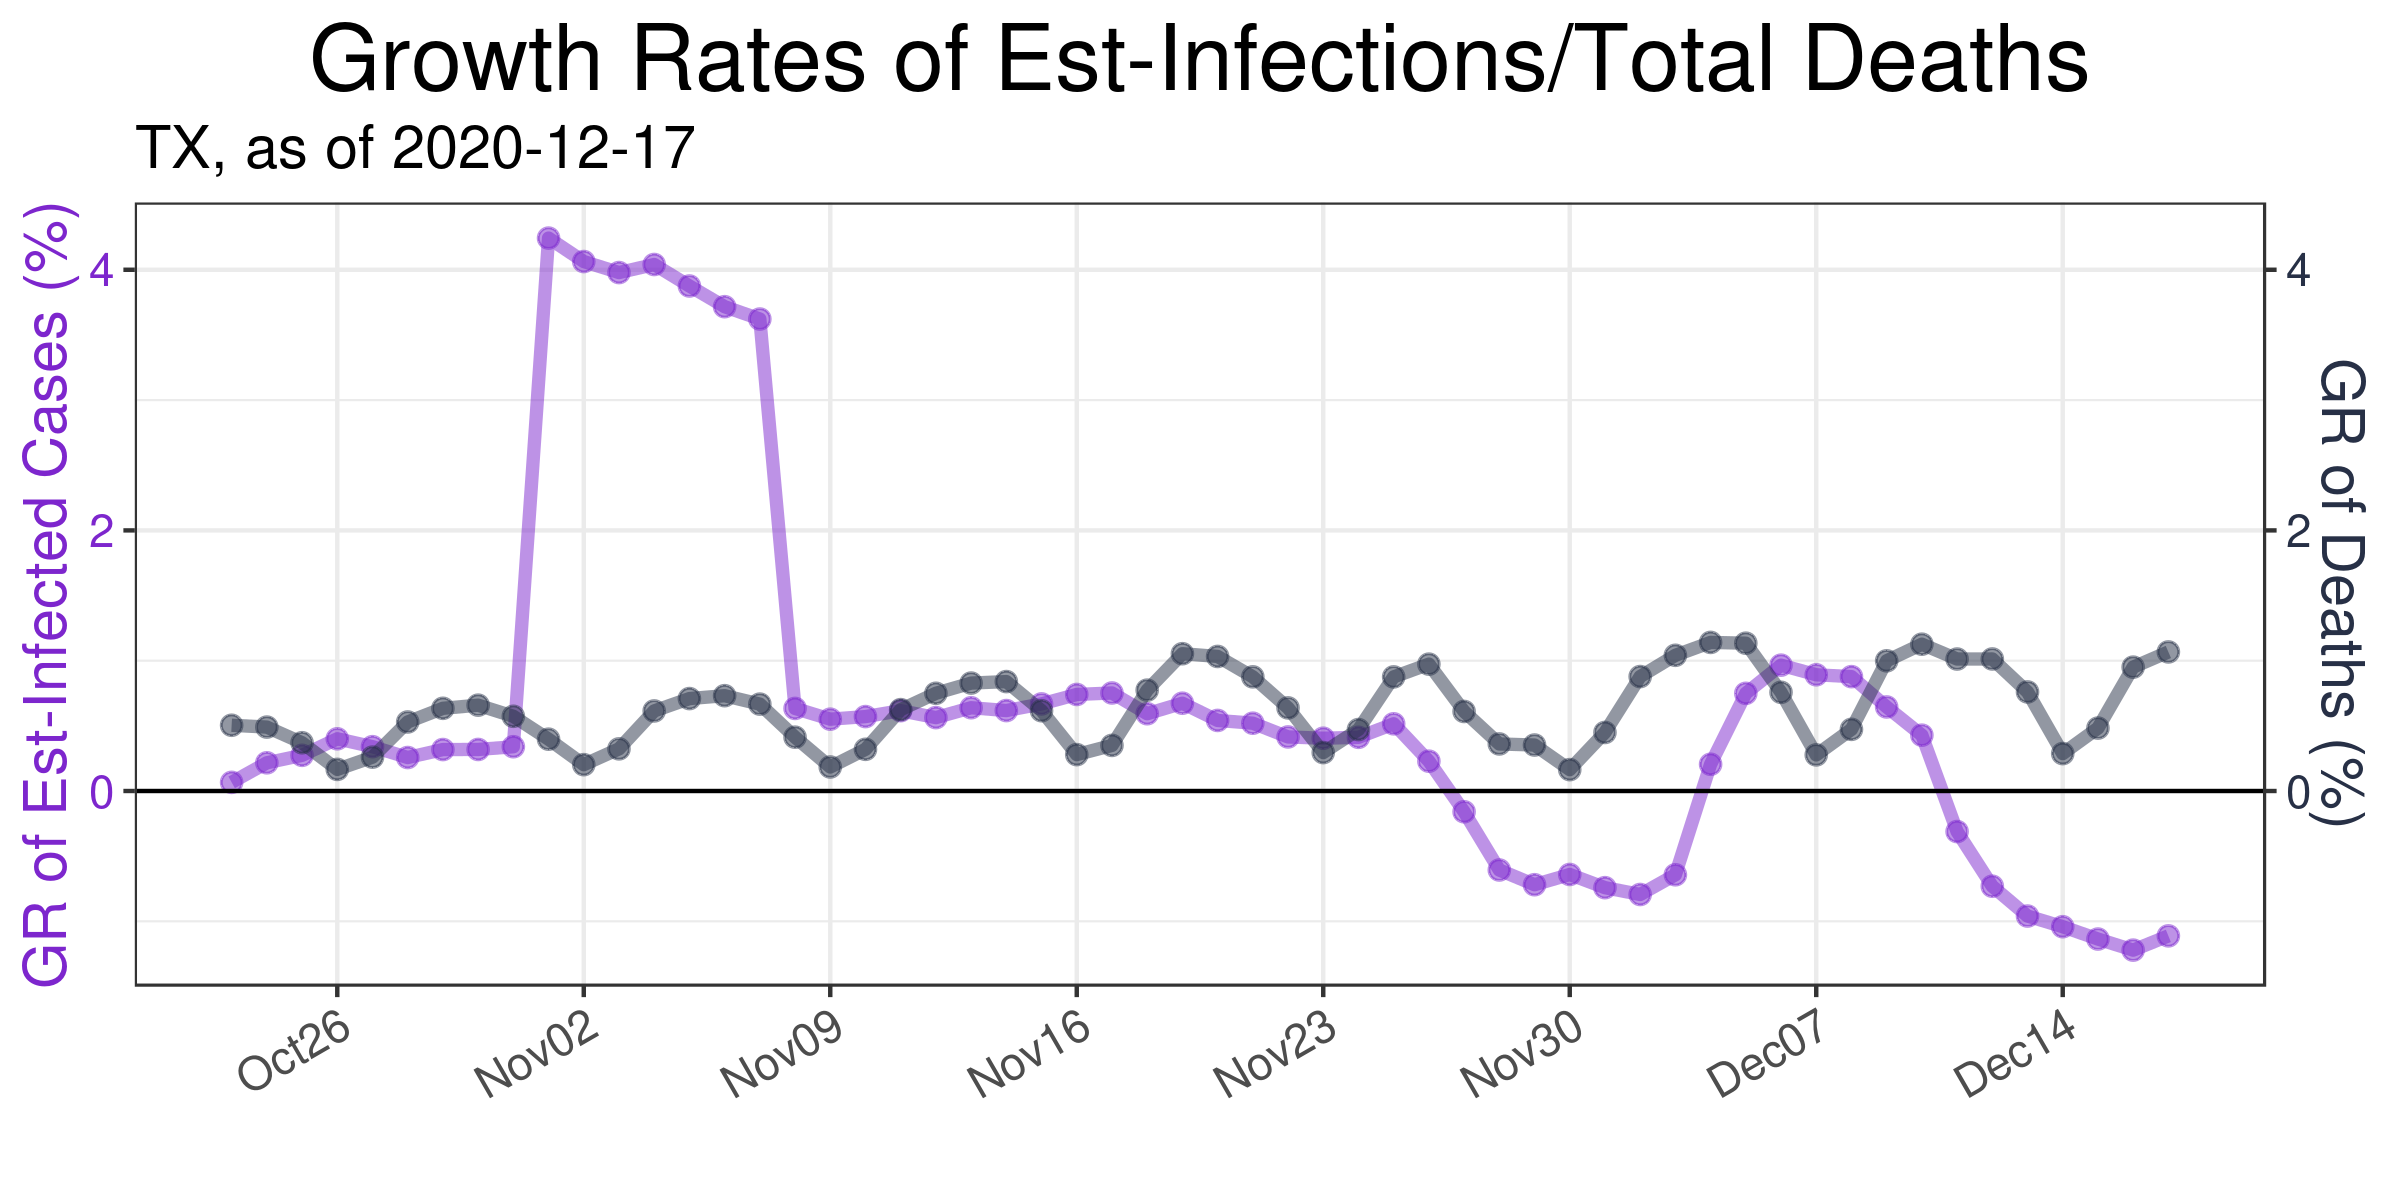 Growth Rates of Est-Infections/Total Deaths
TX, as of 2020-12-17
GR of Est-Infected Cases (%)
4
2
0
4
2
0
GR of Deaths (%)
Oct26
Nov02
Nov09
Nov16
Nov23
Nov30
Dec07
Dec14